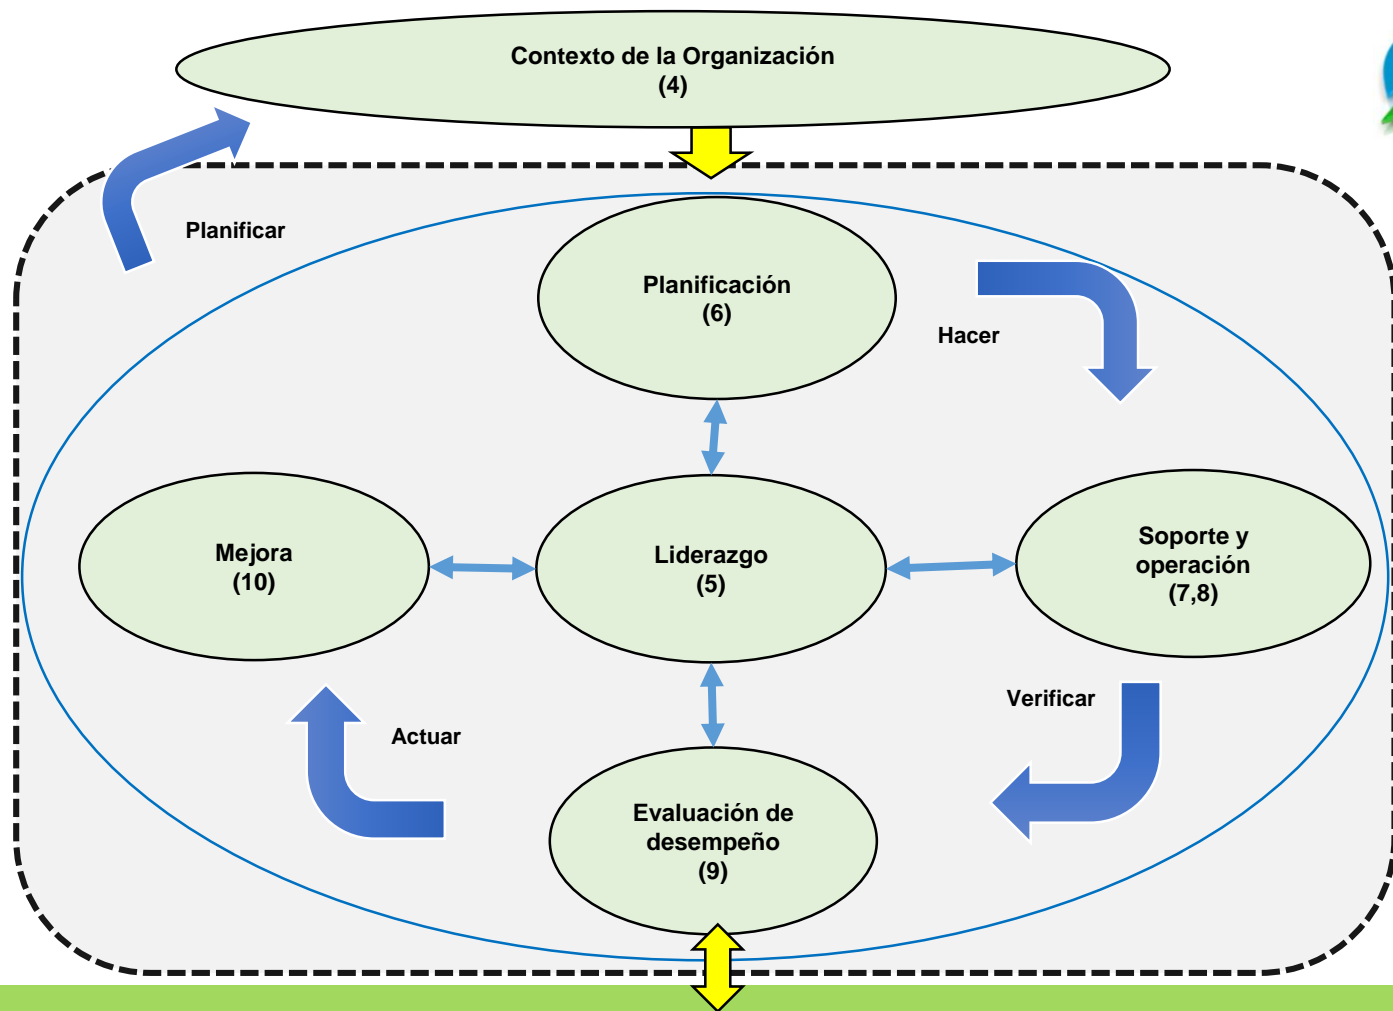 Contexto de la Organización
(4)
Planificar
Planificación
(6)
Hacer
Mejora
(10)
Liderazgo
(5)
Soporte y
operación
(7,8)
Verificar
Actuar
Evaluación de
desempeño
(9)